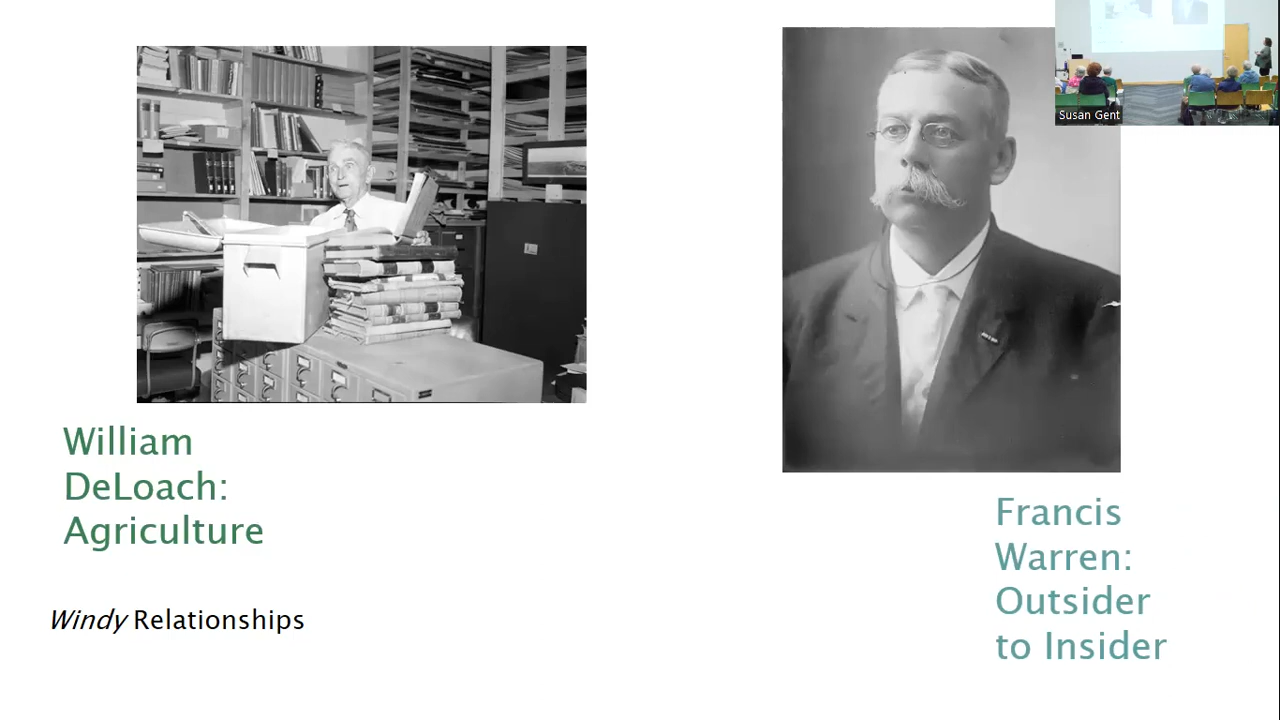 Susan Gent
William
DeLoach:
Agriculture
Windy Relationships
Francis
Warren:
Outsider
to Insider